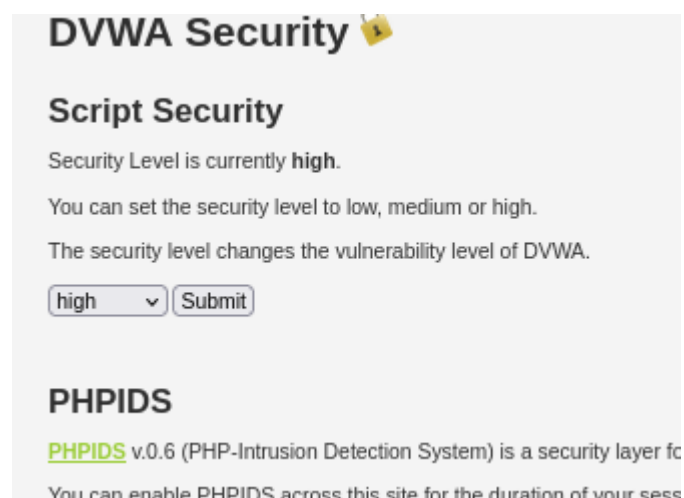 DVWA Security
Script Security
Security Level is currently high.
You can set the security level to low, medium or high.
The security level changes the vulnerability level of DVWA.
high Submit
PHPIDS
PHPIDS v.0.6 (PHP-Intrusion Detection System) is a security layer
You can enable PHPIDS across this site for the duration of your